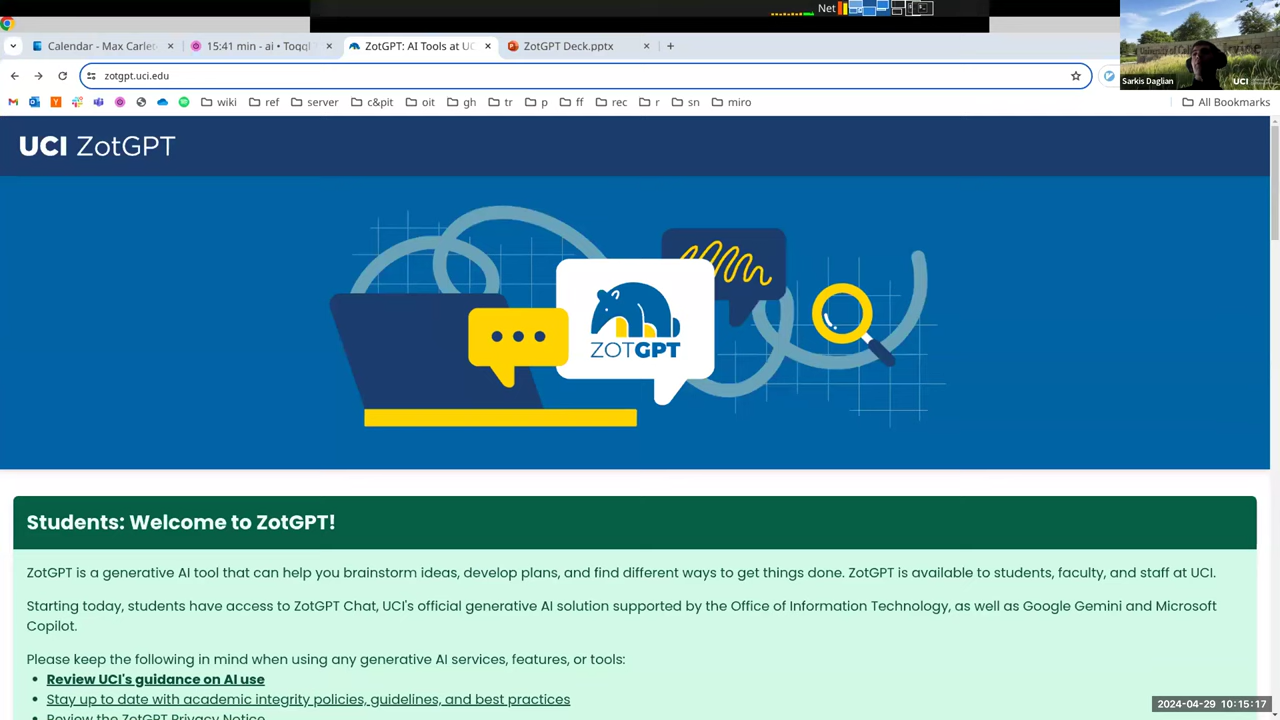 Net
Calendar - Max Carle
15:41 min - ai • Toggl
ZotGPT: AI Tools at UC
ZotGPT Deck.pptx
zotgpt.uci.edu
wiki
ref
server
c&pit
oit
gh
tr
p
ff
rec
r
sn
miro
All Bookmarks
Sarkis Daglian
UCI
UCI ZotGPT
ZOTGPT
Students: Welcome to ZotGPT!
ZotGPT is a generative AI tool that can help you brainstorm ideas, develop plans, and find different ways to get things done. ZotGPT is available to students, faculty, and staff at UCI.
Starting today, students have access to ZotGPT Chat, UCI's official generative AI solution supported by the Office of Information Technology, as well as Google Gemini and Microsoft
Copilot.
Please keep the following in mind when using any generative AI services, features, or tools:
• Review UCI's guidance on AI use
• Stay up to date with academic integrity policies, guidelines, and best practices
• Review the ZotGPT Privacy Notice
2024-04-29 10:15:17